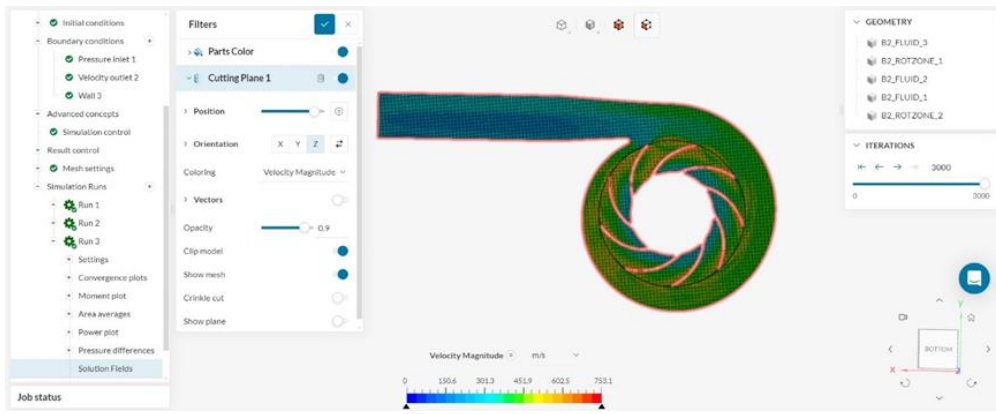 Initial conditions
Boundary conditions
Pressure inlet 1
Velocity outlet 2
Wall 3
Advanced concepts
Simulation control
Result control
Mesh settings
Simulation Runs
Run 1
Run 2
Run 3
Settings
Convergence plots
Moment plot
Area averages
Power plot
Pressure differences
Solution Fields
Job status
Filters
Parts Color
Cutting Plane 1
Position
Orientation X Y Z
Coloring Velocity Magnitude
Vectors
Opacity 0.9
Clip model
Show mesh
Crinkle cut
Show plane
Velocity Magnitude m/s
0 150.6 301.3 451.9 602.5 753.1
GEOMETRY
B2_FLUID_3
B2_ROTZONE_1
B2_FLUID_2
B2_FLUID_1
B2_ROTZONE_2
ITERATIONS
3000
0 3000
Y
BOTTOM
X